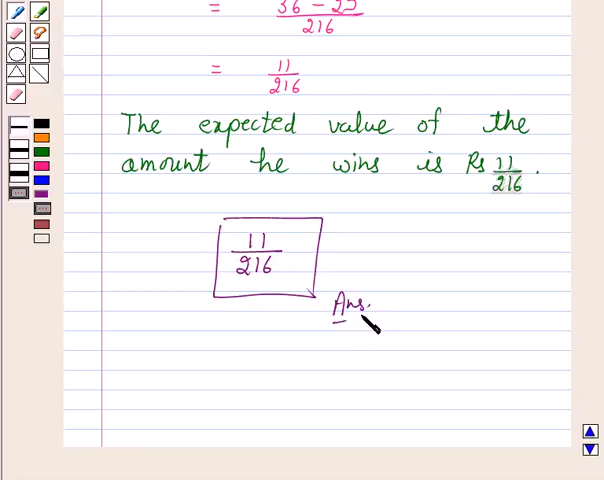 = 36 - 25 / 216
= 11 / 216
The expected value of the
amount he wins is Rs 11/216 .
11 / 216
Ans.